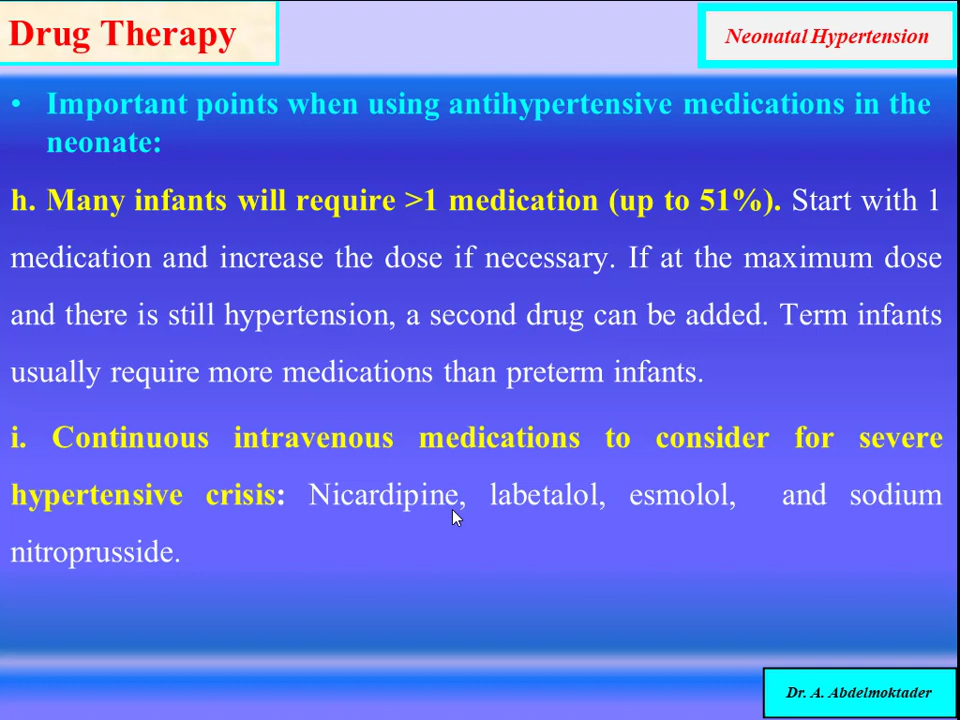 Drug Therapy
Neonatal Hypertension
• Important points when using antihypertensive medications in the
neonate:
h. Many infants will require >1 medication (up to 51%). Start with 1
medication and increase the dose if necessary. If at the maximum dose
and there is still hypertension, a second drug can be added. Term infants
usually require more medications than preterm infants.
i. Continuous intravenous medications to consider for severe
hypertensive crisis: Nicardipine, labetalol, esmolol, and sodium
nitroprusside.
Dr. A. Abdelmoktader